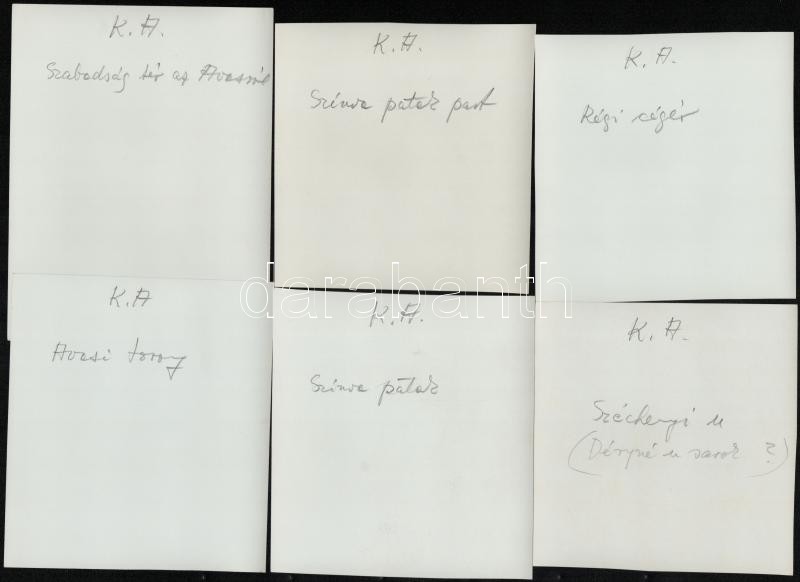 K. A.
Szabadság tér az Avasról
K. A.
Szinva patak part
K. A.
Régi cégér
K. A
Avasi torony
K. A.
Szinva patak
K. A.
Széchenyi u
(Déryné u sarok ?)
darabanth